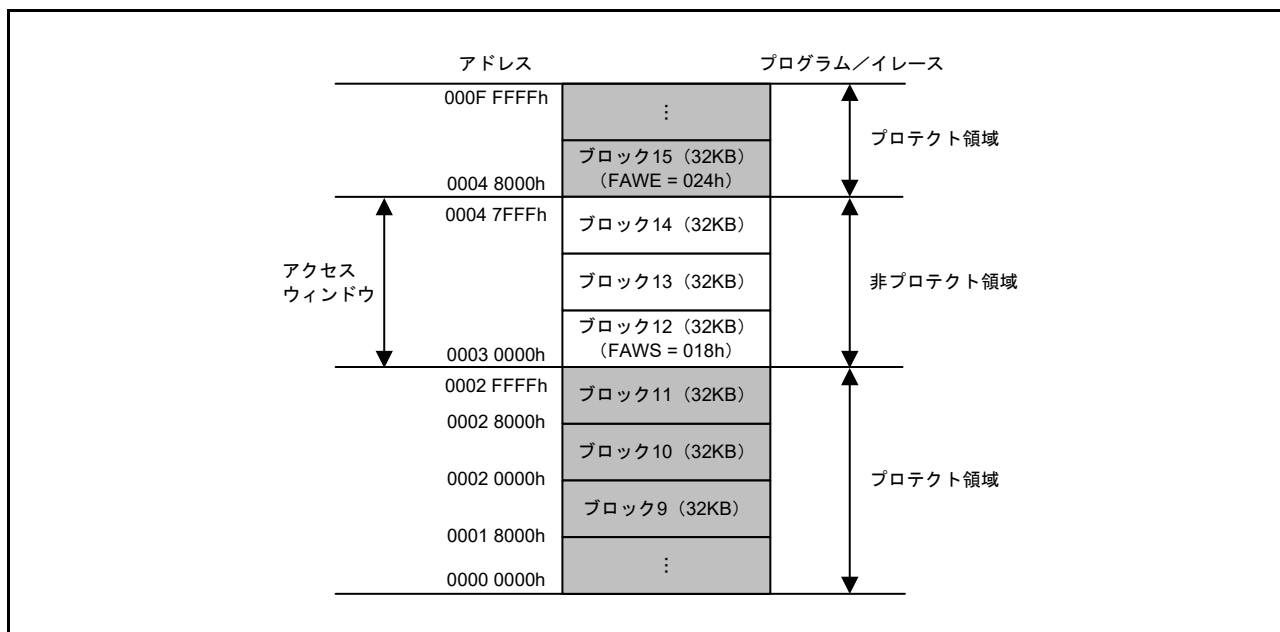 アドレス
プログラム／イレース
000F FFFFh
⋮
プロテクト領域
ブロック15（32KB）
（FAWE = 024h）
0004 8000h
0004 7FFFh
ブロック14（32KB）
アクセス
ウィンドウ
ブロック13（32KB）
非プロテクト領域
ブロック12（32KB）
（FAWS = 018h）
0003 0000h
0002 FFFFh
ブロック11（32KB）
0002 8000h
ブロック10（32KB）
0002 0000h
プロテクト領域
ブロック9（32KB）
0001 8000h
⋮
0000 0000h